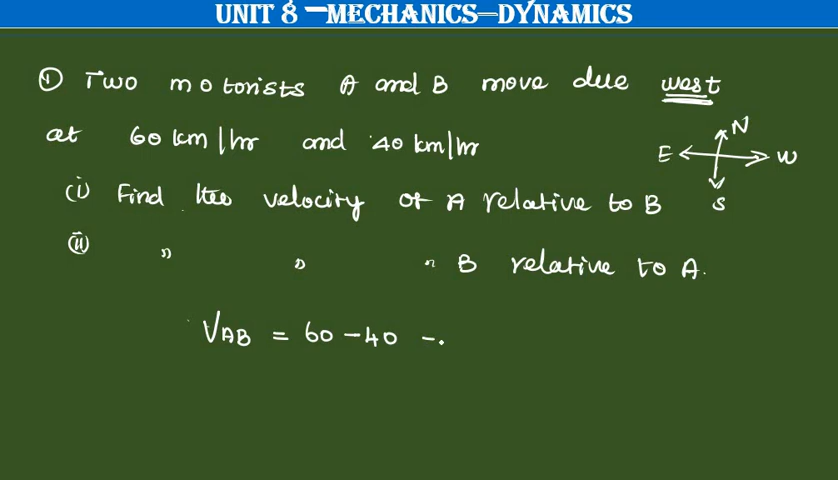 UNIT 8 - MECHANICS-DYNAMICS
① Two motorists A and B move due west
at 60 km/hr and 40 km/hr
N
E W
S
(i) Find the velocity of A relative to B
(ii) " " " B relative to A.
VAB = 60 - 40 -